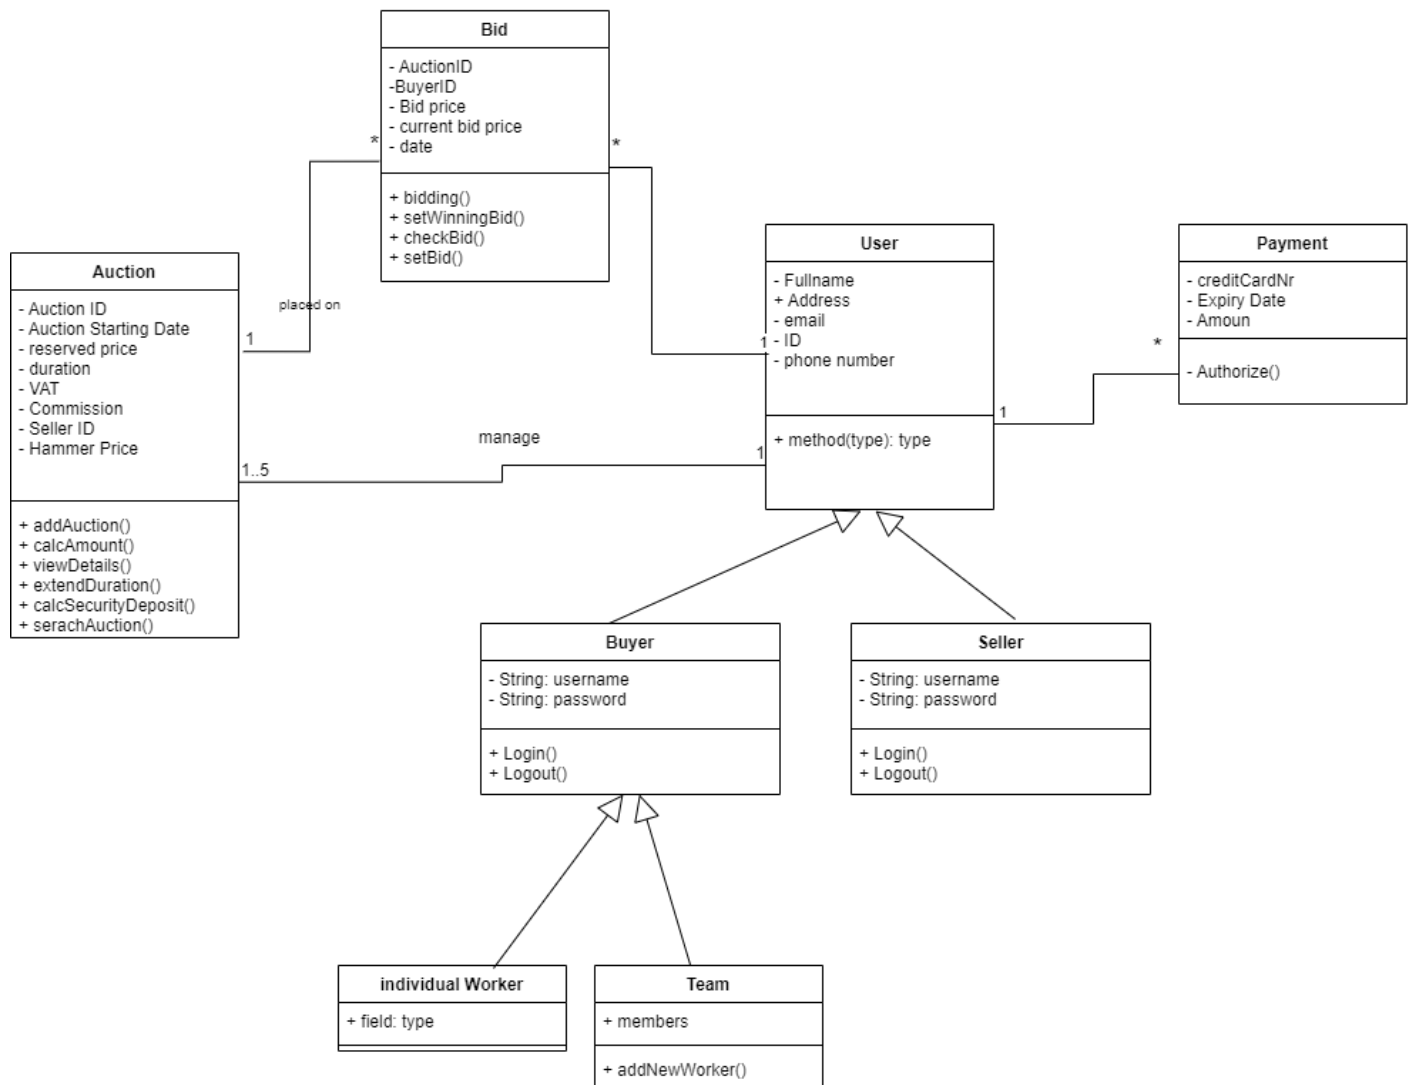 Bid
- AuctionID
-BuyerID
- Bid price
- current bid price
- date
+ bidding()
+ setWinningBid()
+ checkBid()
+ setBid()
*
*
Auction
- Auction ID
- Auction Starting Date
- reserved price
- duration
- VAT
- Commission
- Seller ID
- Hammer Price
+ addAuction()
+ calcAmount()
+ viewDetails()
+ extendDuration()
+ calcSecurityDeposit()
+ serachAuction()
placed on
1
1..5
manage
1
1
User
- Fullname
+ Address
- email
- ID
- phone number
+ method(type): type
1
*
Payment
- creditCardNr
- Expiry Date
- Amoun
- Authorize()
Buyer
- String: username
- String: password
+ Login()
+ Logout()
Seller
- String: username
- String: password
+ Login()
+ Logout()
individual Worker
+ field: type
Team
+ members
+ addNewWorker()